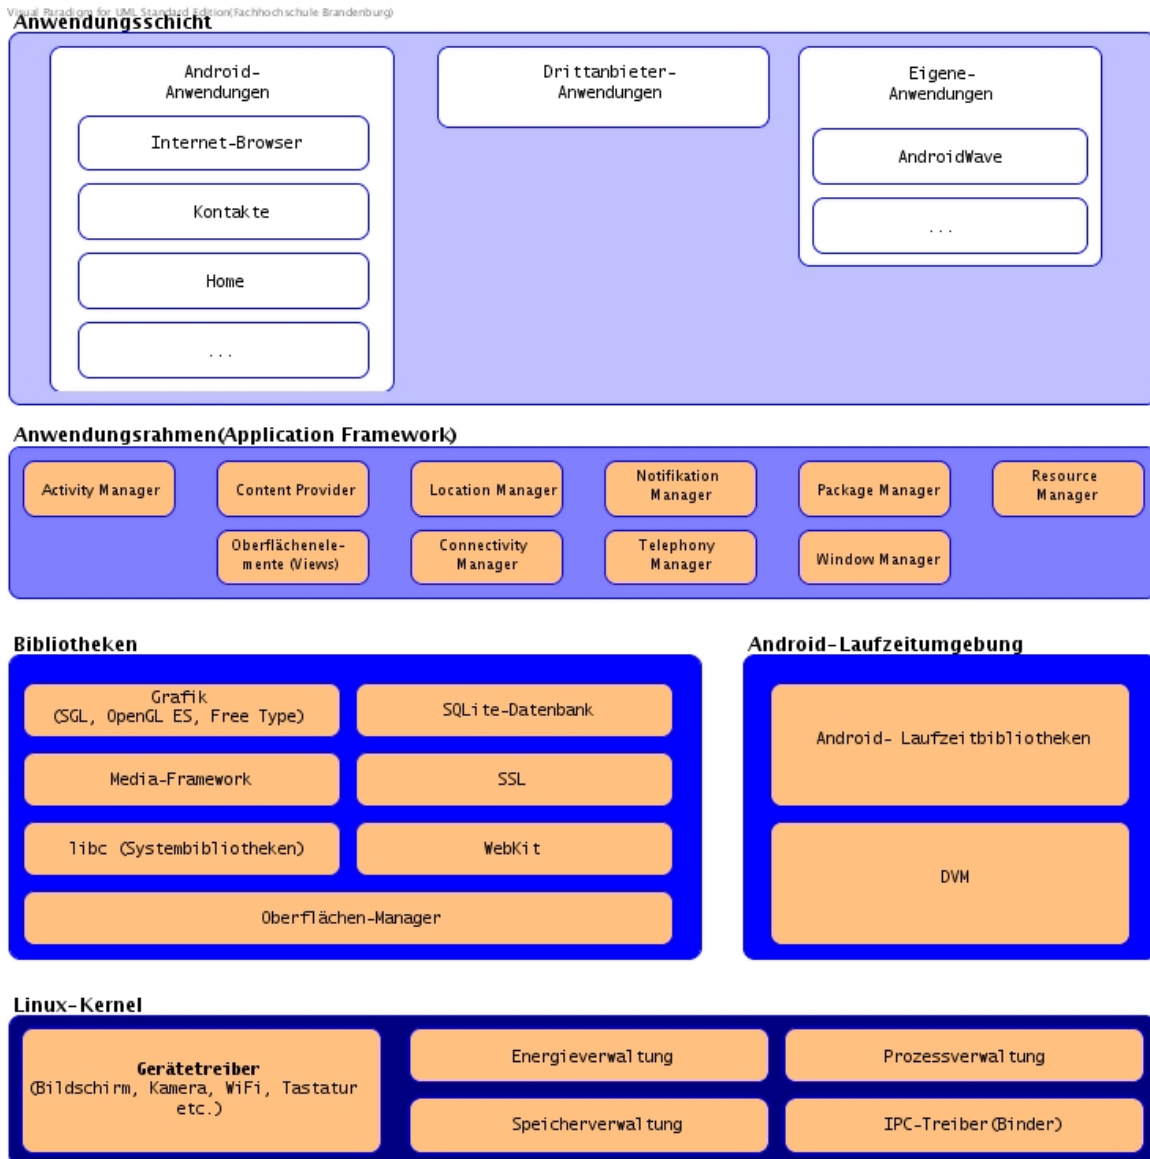 Visual Paradigm for UML Standard Edition(Fachhochschule Brandenburg)
Anwendungsschicht
Android-
Anwendungen
Internet-Browser
Kontakte
Home
...
Drittanbieter-
Anwendungen
Eigene-
Anwendungen
AndroidWave
...
Anwendungsrahmen(Application Framework)
Activity Manager
Content Provider
Location Manager
Notifikation
Manager
Package Manager
Resource
Manager
Oberflächenele-
mente (Views)
Connectivity
Manager
Telephony
Manager
Window Manager
Bibliotheken
Grafik
(SGL, OpenGL ES, Free Type)
SQLite-Datenbank
Media-Framework
SSL
libc (Systembibliotheken)
WebKit
Oberflächen-Manager
Android-Laufzeitumgebung
Android- Laufzeitbibliotheken
DVM
Linux-Kernel
Gerätetreiber
(Bildschirm, Kamera, WiFi, Tastatur
etc.)
Energieverwaltung
Prozessverwaltung
Speicherverwaltung
IPC-Treiber(Binder)